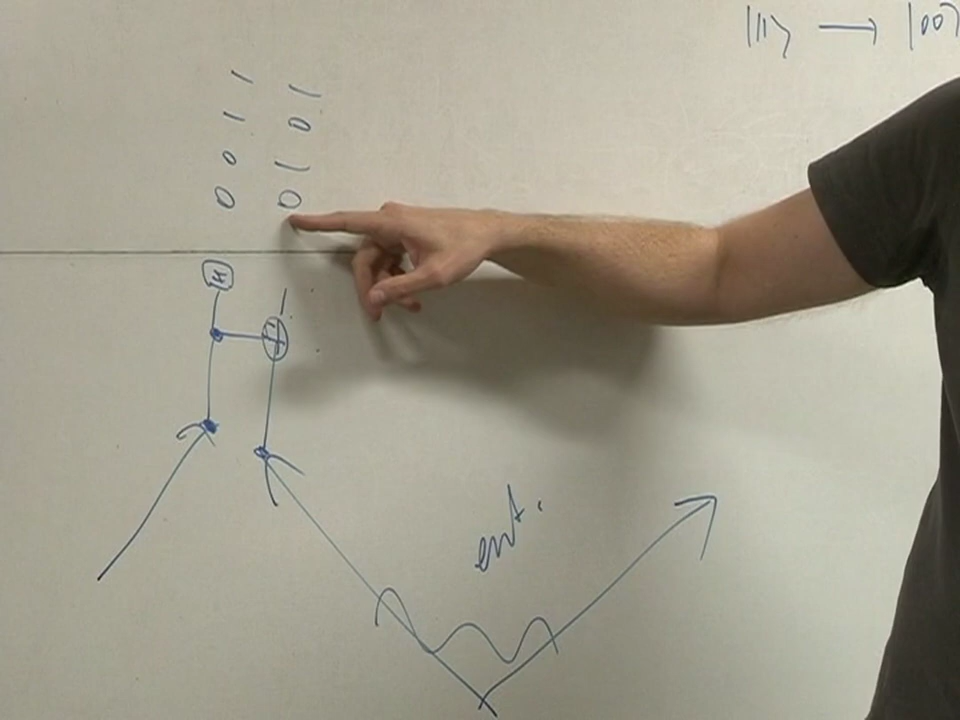 |11⟩ → |00⟩
0 0 1 1
0 1 0 1
H
ent.